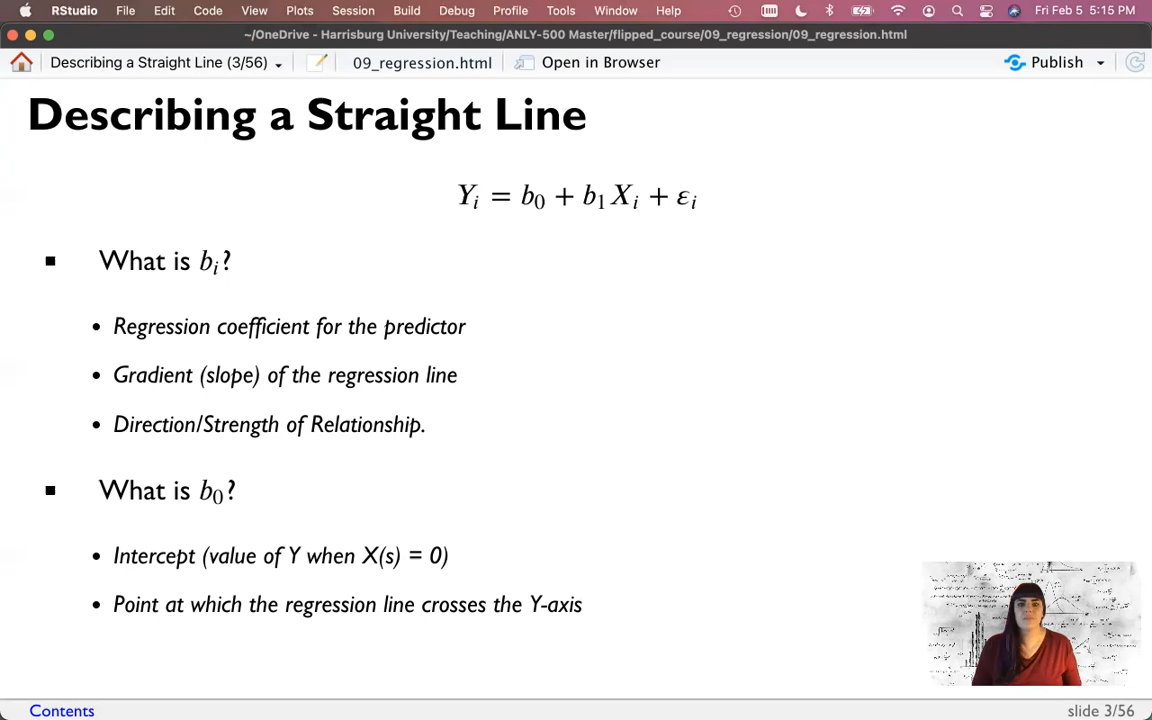 RStudio File Edit Code View Plots Session Build Debug Profile Tools Window Help Fri Feb 5 5:15 PM
~/OneDrive - Harrisburg University/Teaching/ANLY-500 Master/flipped_course/09_regression/09_regression.html
Describing a Straight Line (3/56) 09_regression.html Open in Browser Publish
Describing a Straight Line
Yᵢ = b₀ + b₁Xᵢ + εᵢ
What is bᵢ?
Regression coefficient for the predictor
Gradient (slope) of the regression line
Direction/Strength of Relationship.
What is b₀?
Intercept (value of Y when X(s) = 0)
Point at which the regression line crosses the Y-axis
Contents slide 3/56